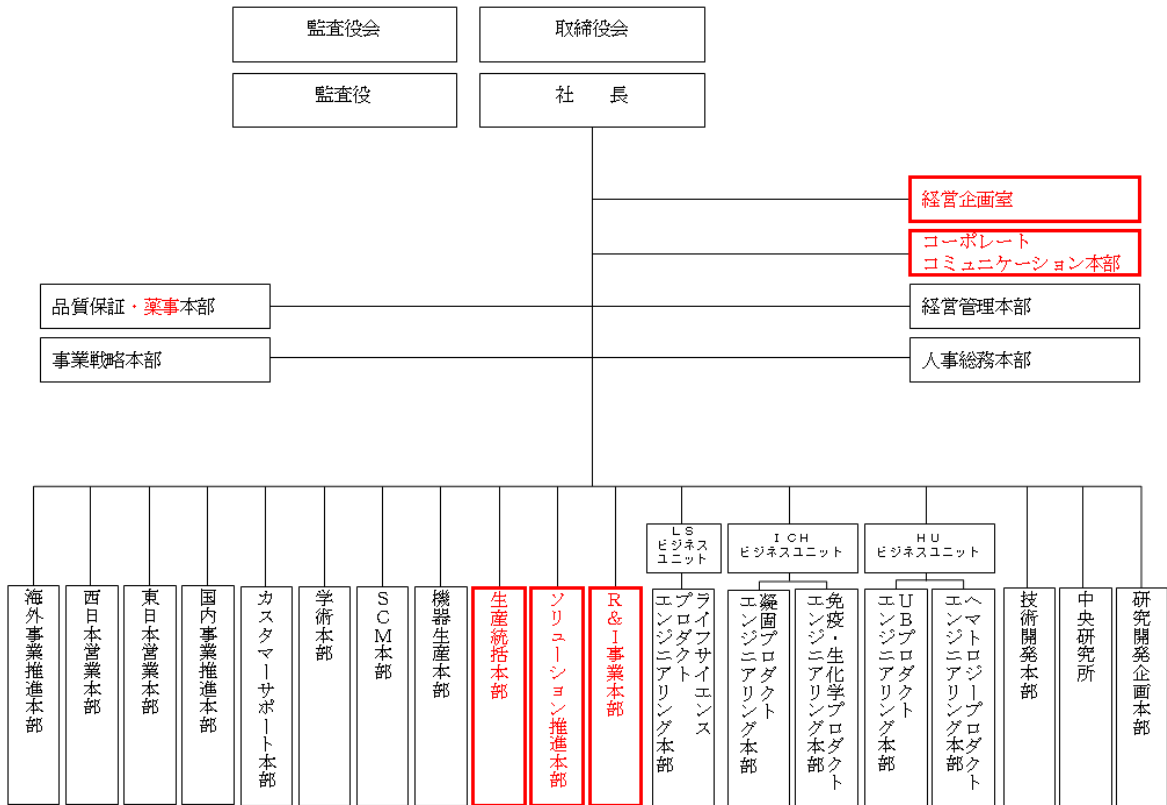 監査役会
取締役会
監査役
社　長
経営企画室
コーポレート
コミュニケーション本部
品質保証・薬事本部
経営管理本部
事業戦略本部
人事総務本部
LS
ビジネス
ユニット
ICH
ビジネスユニット
HU
ビジネスユニット
海外事業推進本部
西日本営業本部
東日本営業本部
国内事業推進本部
カスタマーサポート本部
学術本部
SCM本部
機器生産本部
生産統括本部
ソリューション推進本部
R&I事業本部
ライフサイエンス
プロダクト
エンジニアリング本部
凝固プロダクト
エンジニアリング本部
免疫・生化学プロダクト
エンジニアリング本部
UBプロダクト
エンジニアリング本部
ヘマトロジープロダクト
エンジニアリング本部
技術開発本部
中央研究所
研究開発企画本部